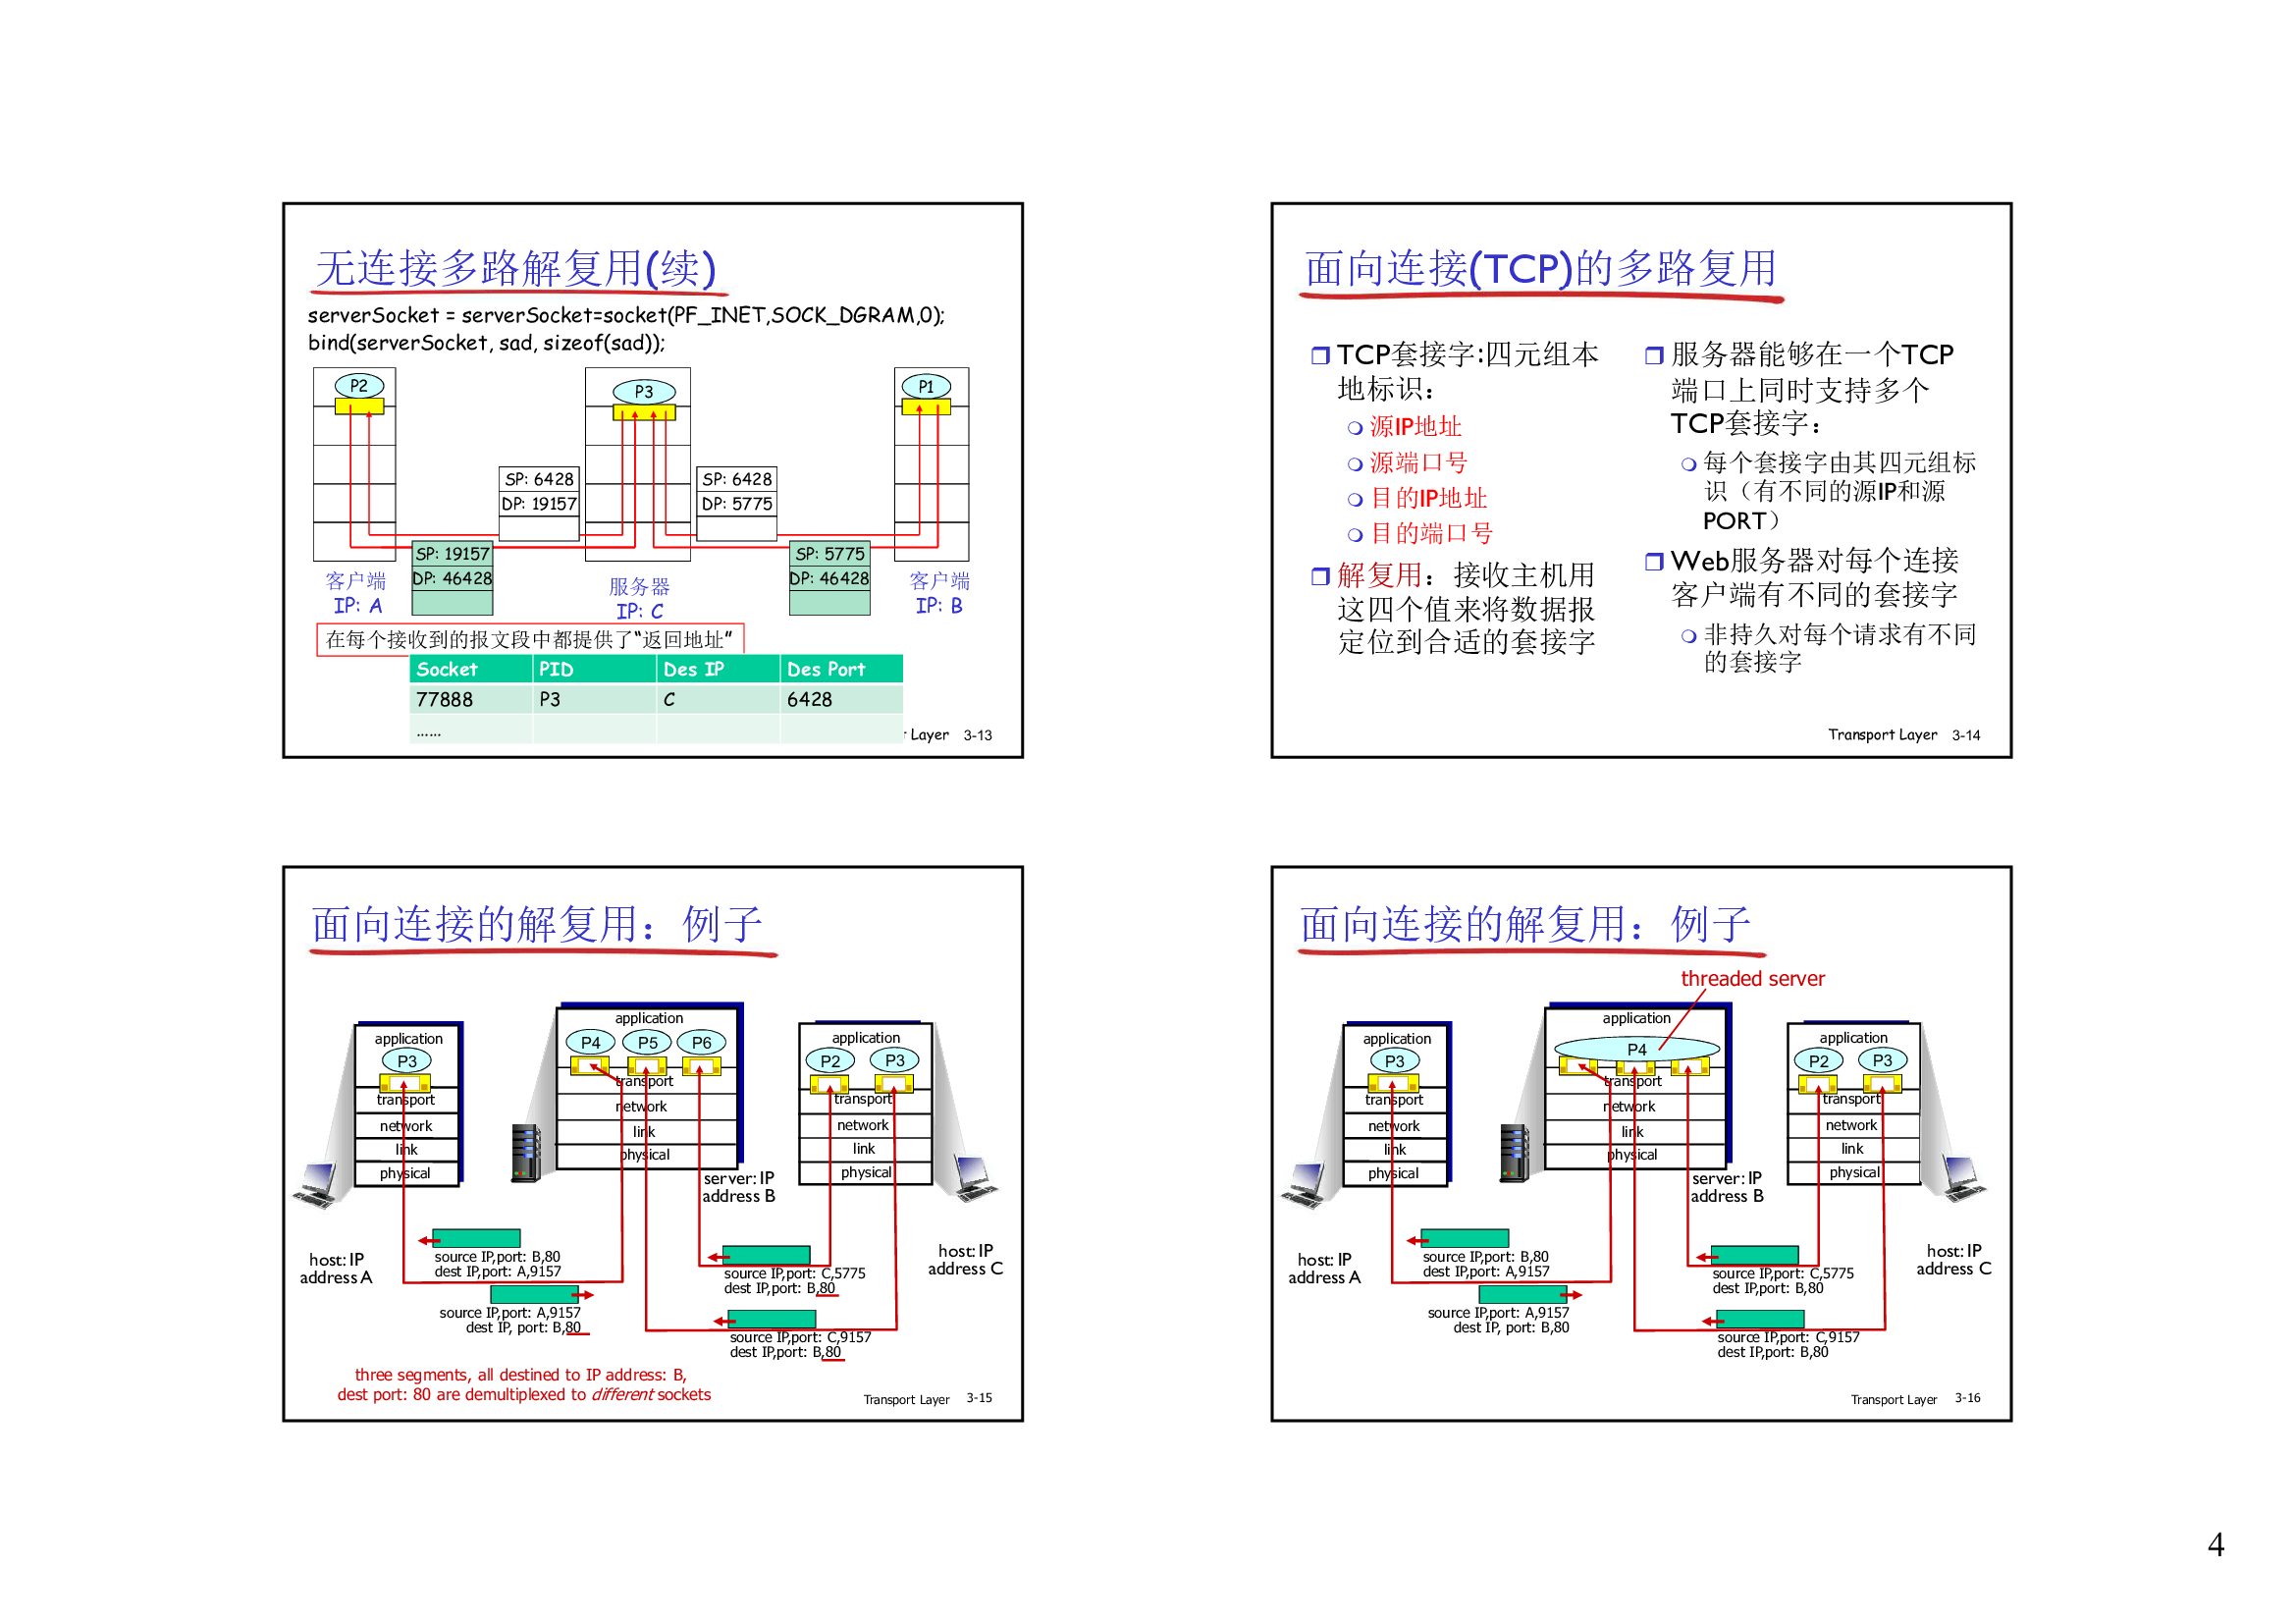 无连接多路解复用(续)
serverSocket = serverSocket=socket(PF_INET,SOCK_DGRAM,0);
bind(serverSocket, sad, sizeof(sad));
P2
P3
P1
SP: 6428
DP: 19157
SP: 6428
DP: 5775
SP: 19157
DP: 46428
SP: 5775
DP: 46428
客户端
IP: A
服务器
IP: C
客户端
IP: B
在每个接收到的报文段中都提供了“返回地址”
Socket PID Des IP Des Port
77888 P3 C 6428
......
Layer 3-13
面向连接(TCP)的多路复用
TCP套接字:四元组本
地标识：
源IP地址
源端口号
目的IP地址
目的端口号
解复用：接收主机用
这四个值来将数据报
定位到合适的套接字
服务器能够在一个TCP
端口上同时支持多个
TCP套接字：
每个套接字由其四元组标
识（有不同的源IP和源
PORT）
Web服务器对每个连接
客户端有不同的套接字
非持久对每个请求有不同
的套接字
Transport Layer 3-14
面向连接的解复用：例子
application
P3
transport
network
link
physical
application
P4 P5 P6
transport
network
link
physical
application
P2 P3
transport
network
link
physical
server: IP
address B
host: IP
address A
host: IP
address C
source IP,port: B,80
dest IP,port: A,9157
source IP,port: A,9157
dest IP, port: B,80
source IP,port: C,5775
dest IP,port: B,80
source IP,port: C,9157
dest IP,port: B,80
three segments, all destined to IP address: B,
dest port: 80 are demultiplexed to different sockets
Transport Layer 3-15
面向连接的解复用：例子
threaded server
application
P3
transport
network
link
physical
application
P4
transport
network
link
physical
application
P2 P3
transport
network
link
physical
server: IP
address B
host: IP
address A
host: IP
address C
source IP,port: B,80
dest IP,port: A,9157
source IP,port: A,9157
dest IP, port: B,80
source IP,port: C,5775
dest IP,port: B,80
source IP,port: C,9157
dest IP,port: B,80
Transport Layer 3-16
4